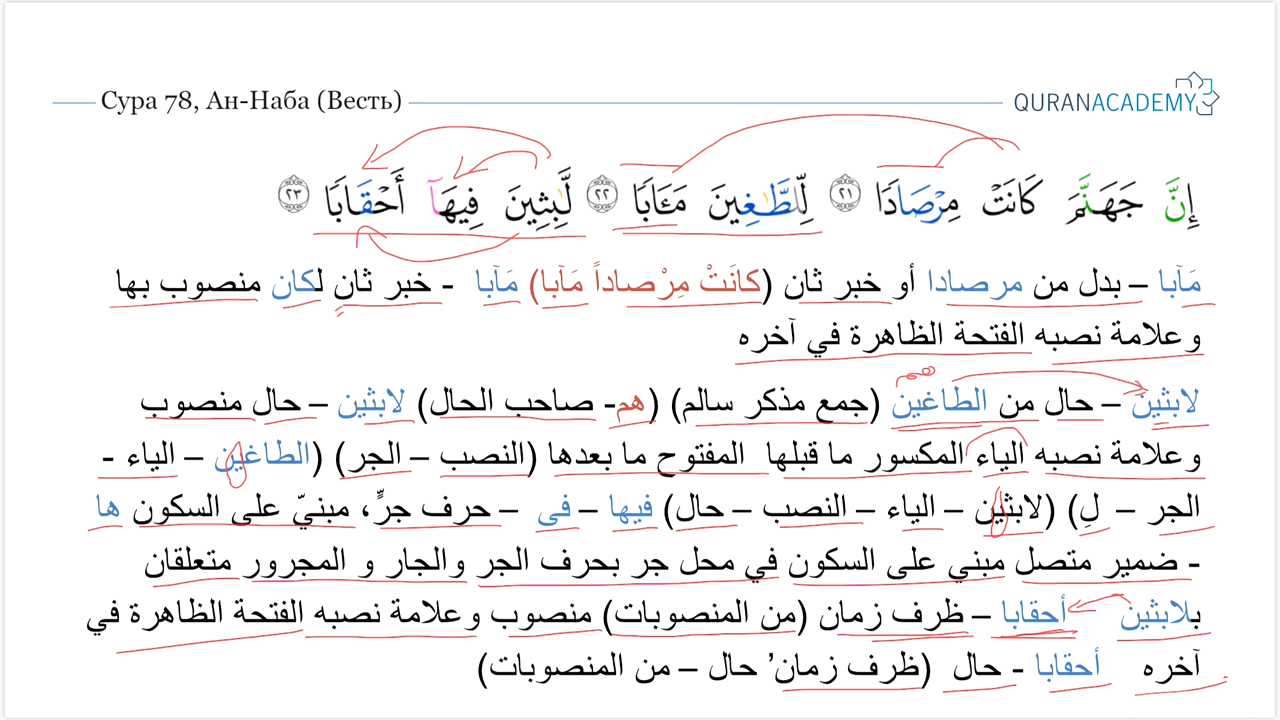 Сура 78, Ан-Наба (Весть)
QURANACADEMY
إِنَّ جَهَنَّمَ كَانَتْ مِرْصَادًا ٢١ لِّلطَّـٰغِينَ مَـَٔابًا ٢٢ لَّـٰبِثِينَ فِيهَآ أَحْقَابًا ٢٣
مَآبا – بدل من مرصادا أو خبر ثان (كانَتْ مِرْصاداً مَآبا) مَآبا - خبر ثانٍ لكان منصوب بها
وعلامة نصبه الفتحة الظاهرة في آخره
لابثين – حال من الطاغين (جمع مذكر سالم) (هم- صاحب الحال) لابثين – حال منصوب
وعلامة نصبه الياء المكسور ما قبلها المفتوح ما بعدها (النصب – الجر) (الطاغين – الياء -
الجر – لِ) (لابثين – الياء – النصب – حال) فيها – فى – حرف جرٍّ، مبنيّ على السكون ها
- ضمير متصل مبني على السكون في محل جر بحرف الجر والجار و المجرور متعلقان
بلابثين أحقابا – ظرف زمان (من المنصوبات) منصوب وعلامة نصبه الفتحة الظاهرة في
آخره أحقابا - حال (ظرف زمان’ حال – من المنصوبات)